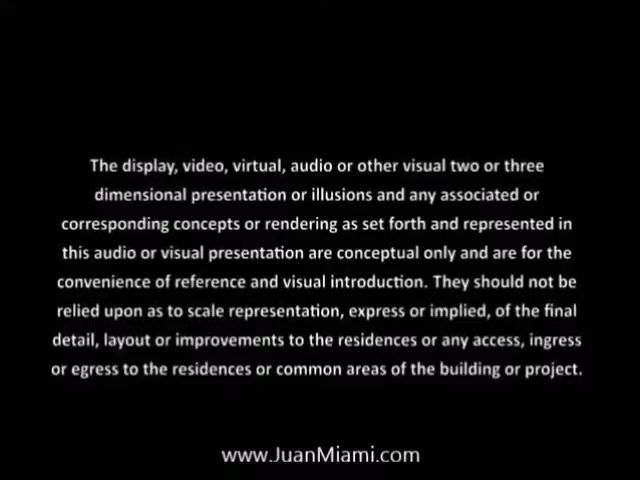 The display, video, virtual, audio or other visual two or three
dimensional presentation or illusions and any associated or
corresponding concepts or rendering as set forth and represented in
this audio or visual presentation are conceptual only and are for the
convenience of reference and visual introduction. They should not be
relied upon as to scale representation, express or implied, of the final
detail, layout or improvements to the residences or any access, ingress
or egress to the residences or common areas of the building or project.
www.JuanMiami.com